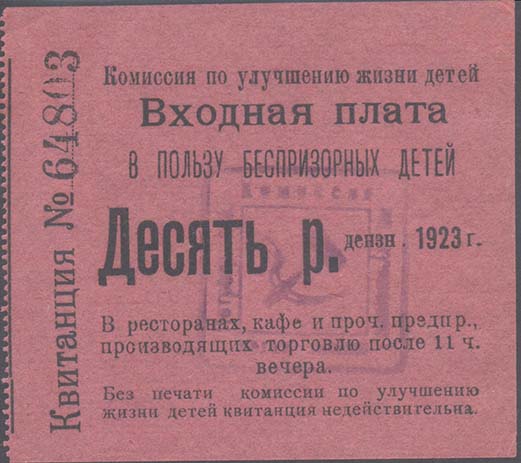 Квитанция № 64803
Комиссия по улучшению жизни детей
Входная плата
В ПОЛЬЗУ БЕСПРИЗОРНЫХ ДЕТЕЙ
Десять р. дензн. 1923 г.
В ресторанах, кафе и проч. предпр.,
производящих торговлю после 11 ч.
вечера.
Без печати комиссии по улучшению
жизни детей квитанция недействительна.
Комиссия